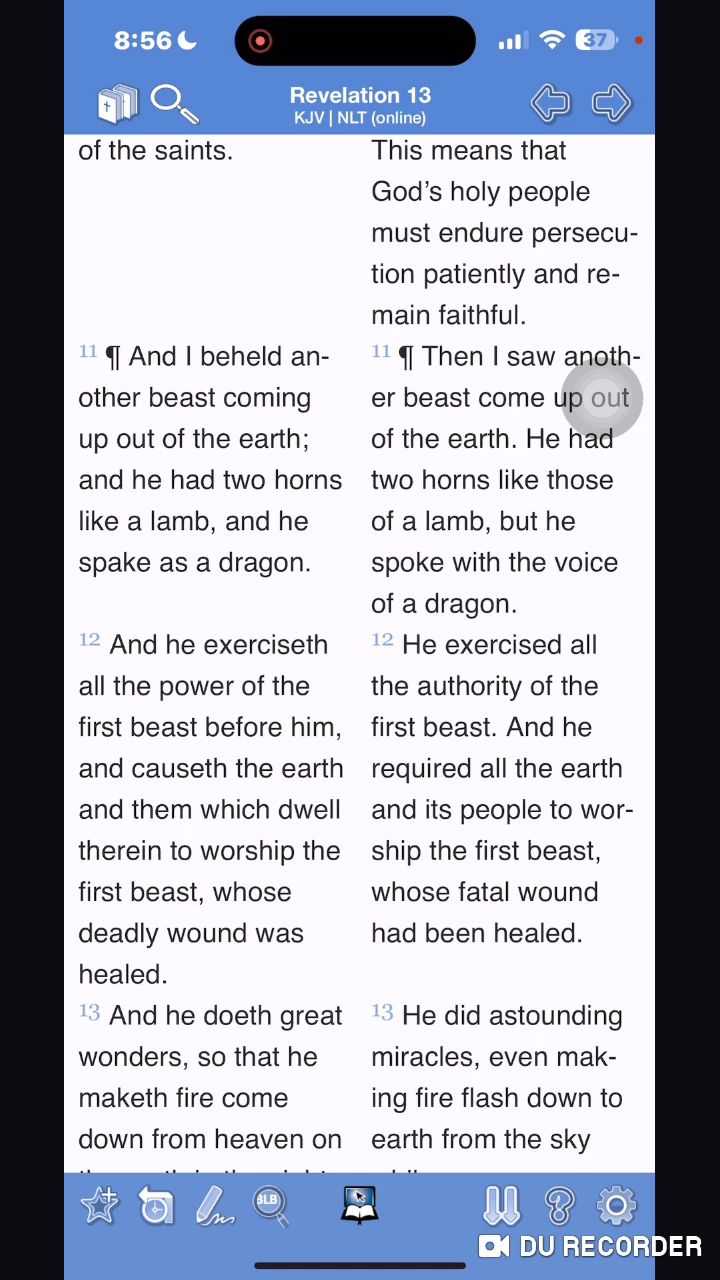 8:56
37
Revelation 13
KJV | NLT (online)
of the saints.
11 ¶ And I beheld an-
other beast coming
up out of the earth;
and he had two horns
like a lamb, and he
spake as a dragon.
12 And he exerciseth
all the power of the
first beast before him,
and causeth the earth
and them which dwell
therein to worship the
first beast, whose
deadly wound was
healed.
13 And he doeth great
wonders, so that he
maketh fire come
down from heaven on
This means that
God’s holy people
must endure persecu-
tion patiently and re-
main faithful.
11 ¶ Then I saw anoth-
er beast come up out
of the earth. He had
two horns like those
of a lamb, but he
spoke with the voice
of a dragon.
12 He exercised all
the authority of the
first beast. And he
required all the earth
and its people to wor-
ship the first beast,
whose fatal wound
had been healed.
13 He did astounding
miracles, even mak-
ing fire flash down to
earth from the sky
BLB
DU RECORDER